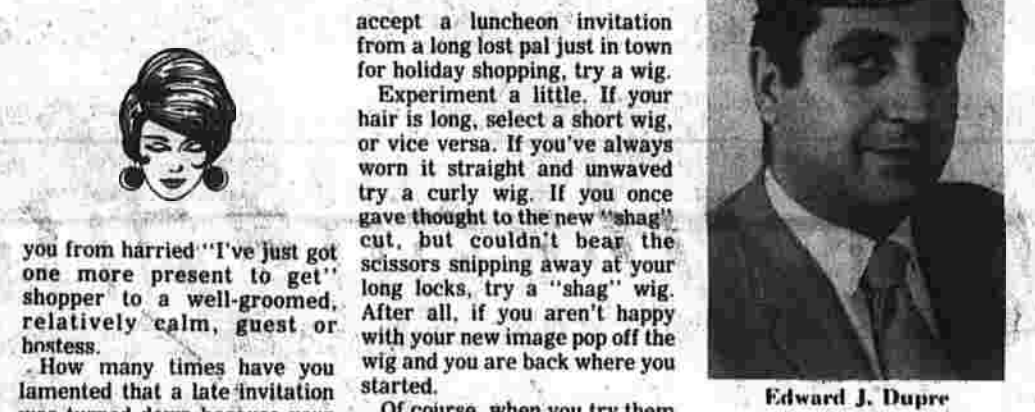 you from harried "I've just got
one more present to get"
shopper to a well-groomed,
relatively calm, guest or
hostess.
How many times have you
lamented that a late invitation
was turned down because your
accept a luncheon invitation
from a long lost pal just in town
for holiday shopping, try a wig.
Experiment a little. If your
hair is long, select a short wig,
or vice versa. If you've always
worn it straight and unwaved
try a curly wig. If you once
gave thought to the new "shag"
cut, but couldn't bear the
scissors snipping away at your
long locks, try a "shag" wig.
After all, if you aren't happy
with your new image pop off the
wig and you are back where you
started.
Of course, when you try them
Edward J. Dupre